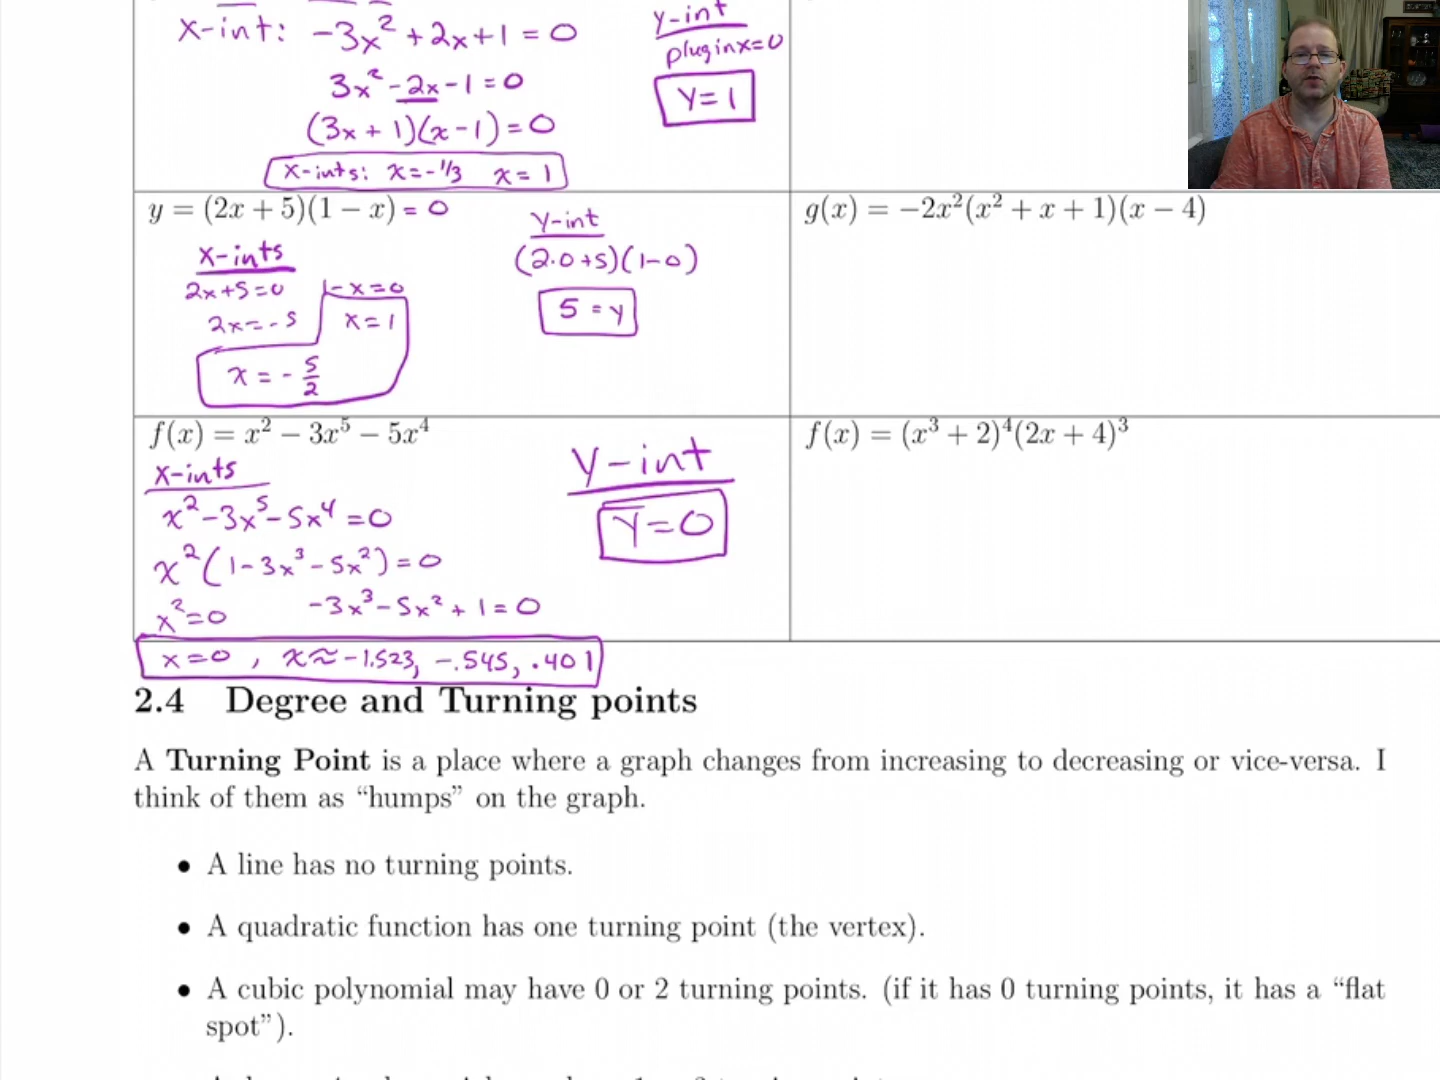 x-int: -3x² + 2x + 1 = 0
3x² - 2x - 1 = 0
(3x + 1)(x - 1) = 0
x-ints: x = -1/3 x = 1
y-int
plug in x=0
y = 1
y = (2x + 5)(1 − x) = 0
x-ints
2x+5=0 1-x=0
2x=-5 x=1
x = -5/2
y-int
(2·0+5)(1-0)
5 = y
g(x) = −2x²(x² + x + 1)(x − 4)
f(x) = x² − 3x⁵ − 5x⁴
x-ints
x² - 3x⁵ - 5x⁴ = 0
x²(1 - 3x³ - 5x²) = 0
x² = 0 -3x³ - 5x² + 1 = 0
x = 0 , x ≈ -1.523, -.545, .401
y-int
y = 0
f(x) = (x³ + 2)⁴(2x + 4)³
2.4 Degree and Turning points
A Turning Point is a place where a graph changes from increasing to decreasing or vice-versa. I
think of them as “humps” on the graph.
• A line has no turning points.
• A quadratic function has one turning point (the vertex).
• A cubic polynomial may have 0 or 2 turning points. (if it has 0 turning points, it has a “flat
spot”).